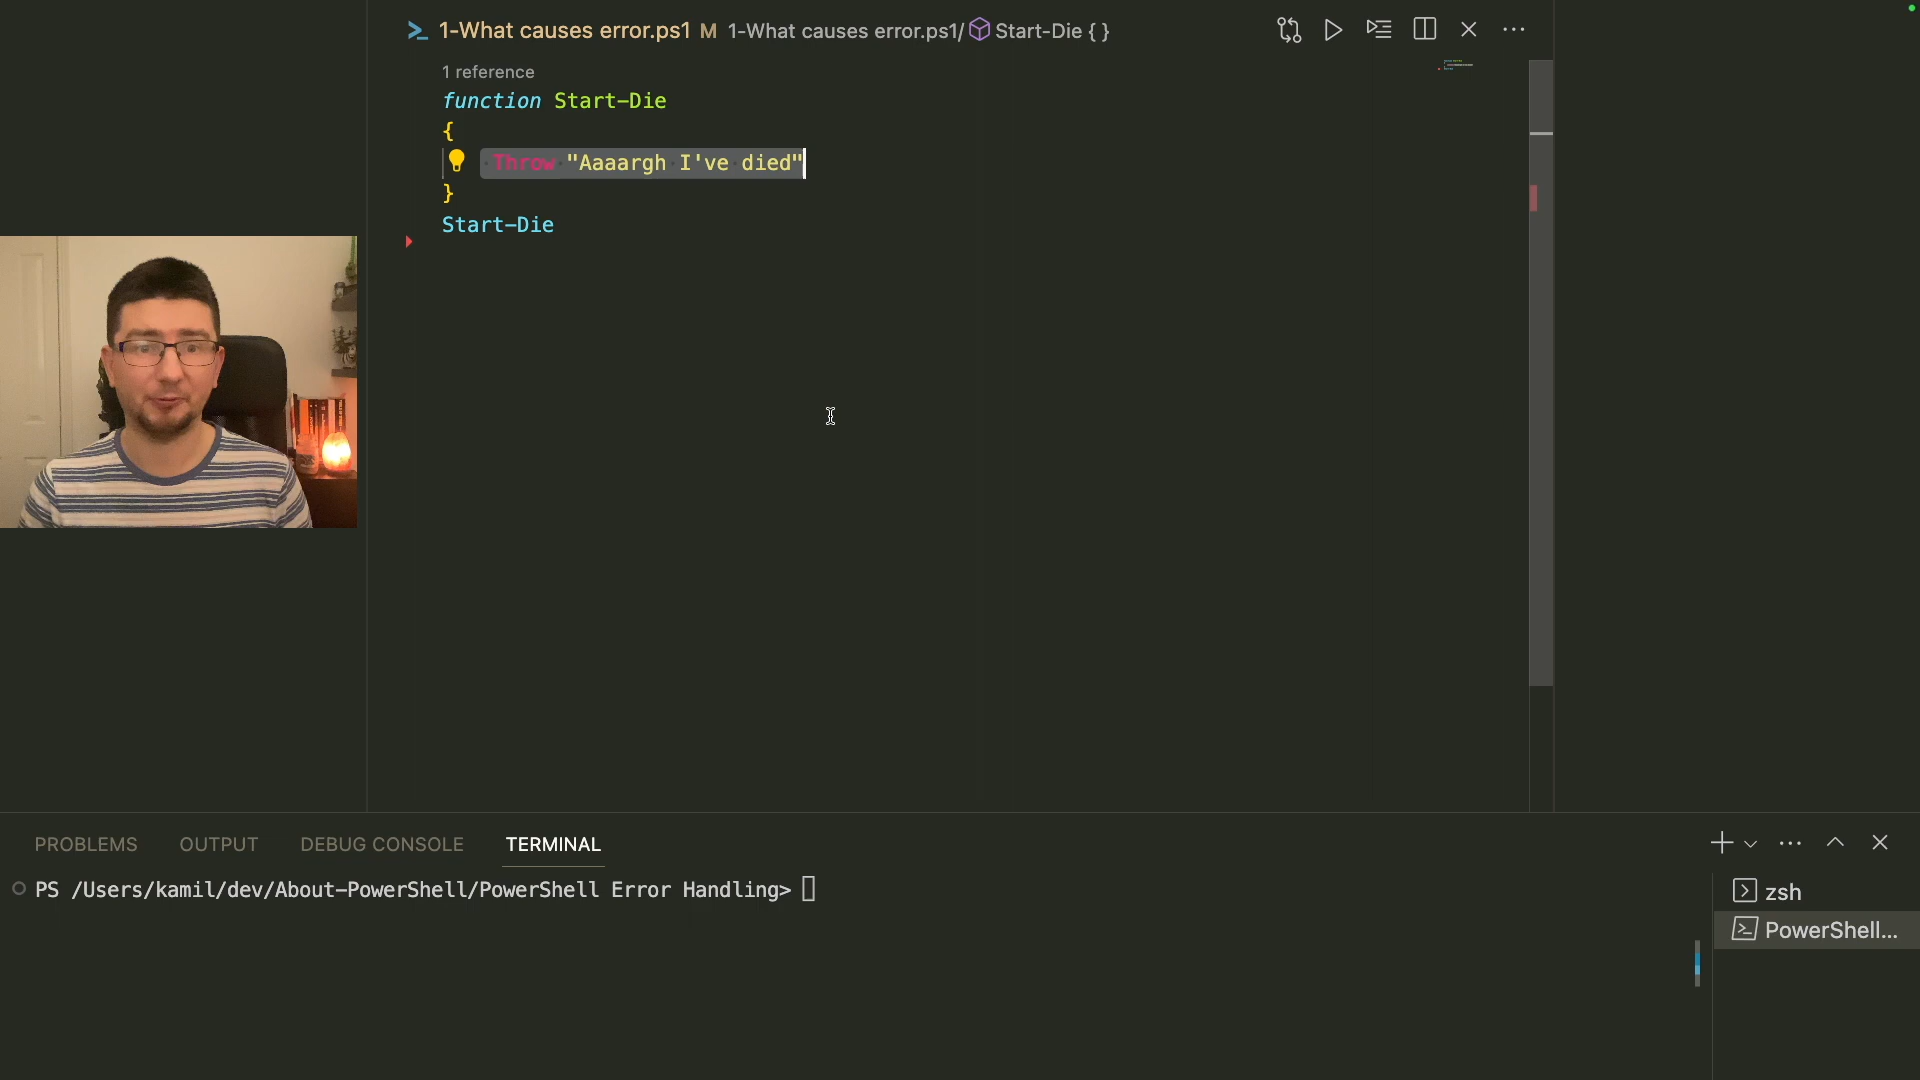 1-What causes error.ps1 M 1-What causes error.ps1/ Start-Die { }
1 reference
function Start-Die
{
Throw "Aaaargh I've died"
}
Start-Die
PROBLEMS OUTPUT DEBUG CONSOLE TERMINAL
PS /Users/kamil/dev/About-PowerShell/PowerShell Error Handling>
zsh
PowerShell...